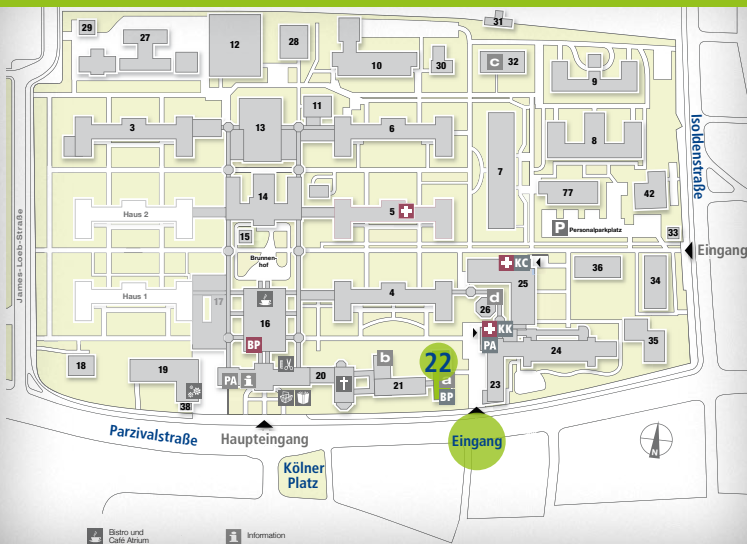 29
27
12
28
10
30
31
C
32
9
3
13
11
6
7
8
Isoldenstraße
14
5
77
42
Haus 2
P
Personalparkplatz
33
15
Brunnen-
hof
Eingang
KC
25
36
34
James-Loeb-Straße
Haus 1
17
4
d
26
16
KK
PA
35
24
BP
18
19
22
b
PA
i
20
21
a
BP
23
38
Parzivalstraße
Haupteingang
Eingang
Kölner
Platz
N
Bistro und
Café Atrium
i
Information